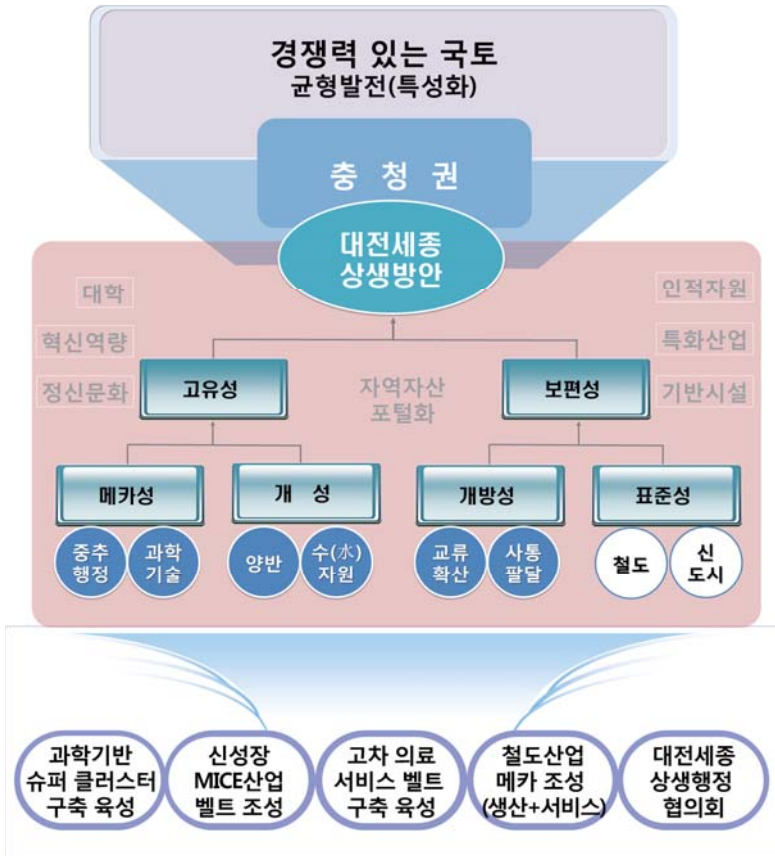 경쟁력 있는 국토
균형발전(특성화)
충 청 권
대전세종
상생방안
대학
인적자원
혁신역량
특화산업
정신문화
고유성
자역자산
포털화
보편성
기반시설
메카성
개 성
개방성
표준성
중추
행정
과학
기술
양반
수(水)
자원
교류
확산
사통
팔달
철도
신
도시
과학기반
슈퍼 클러스터
구축 육성
신성장
MICE산업
벨트 조성
고차 의료
서비스 벨트
구축 육성
철도산업
메카 조성
(생산+서비스)
대전세종
상생행정
협의회